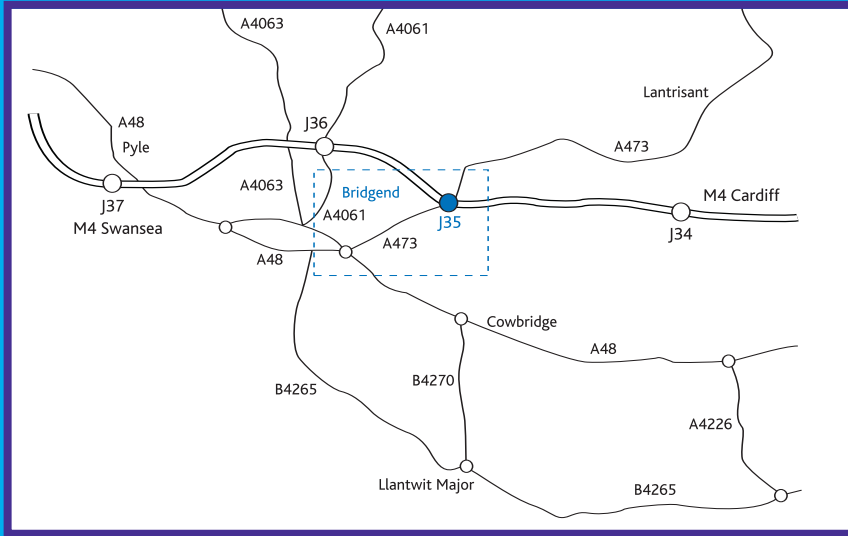 A4063
A4061
Lantrisant
A48
J36
Pyle
A473
A4063
Bridgend
M4 Cardiff
J37
A4061
J35
M4 Swansea
J34
A473
A48
Cowbridge
A48
B4270
B4265
A4226
Llantwit Major
B4265